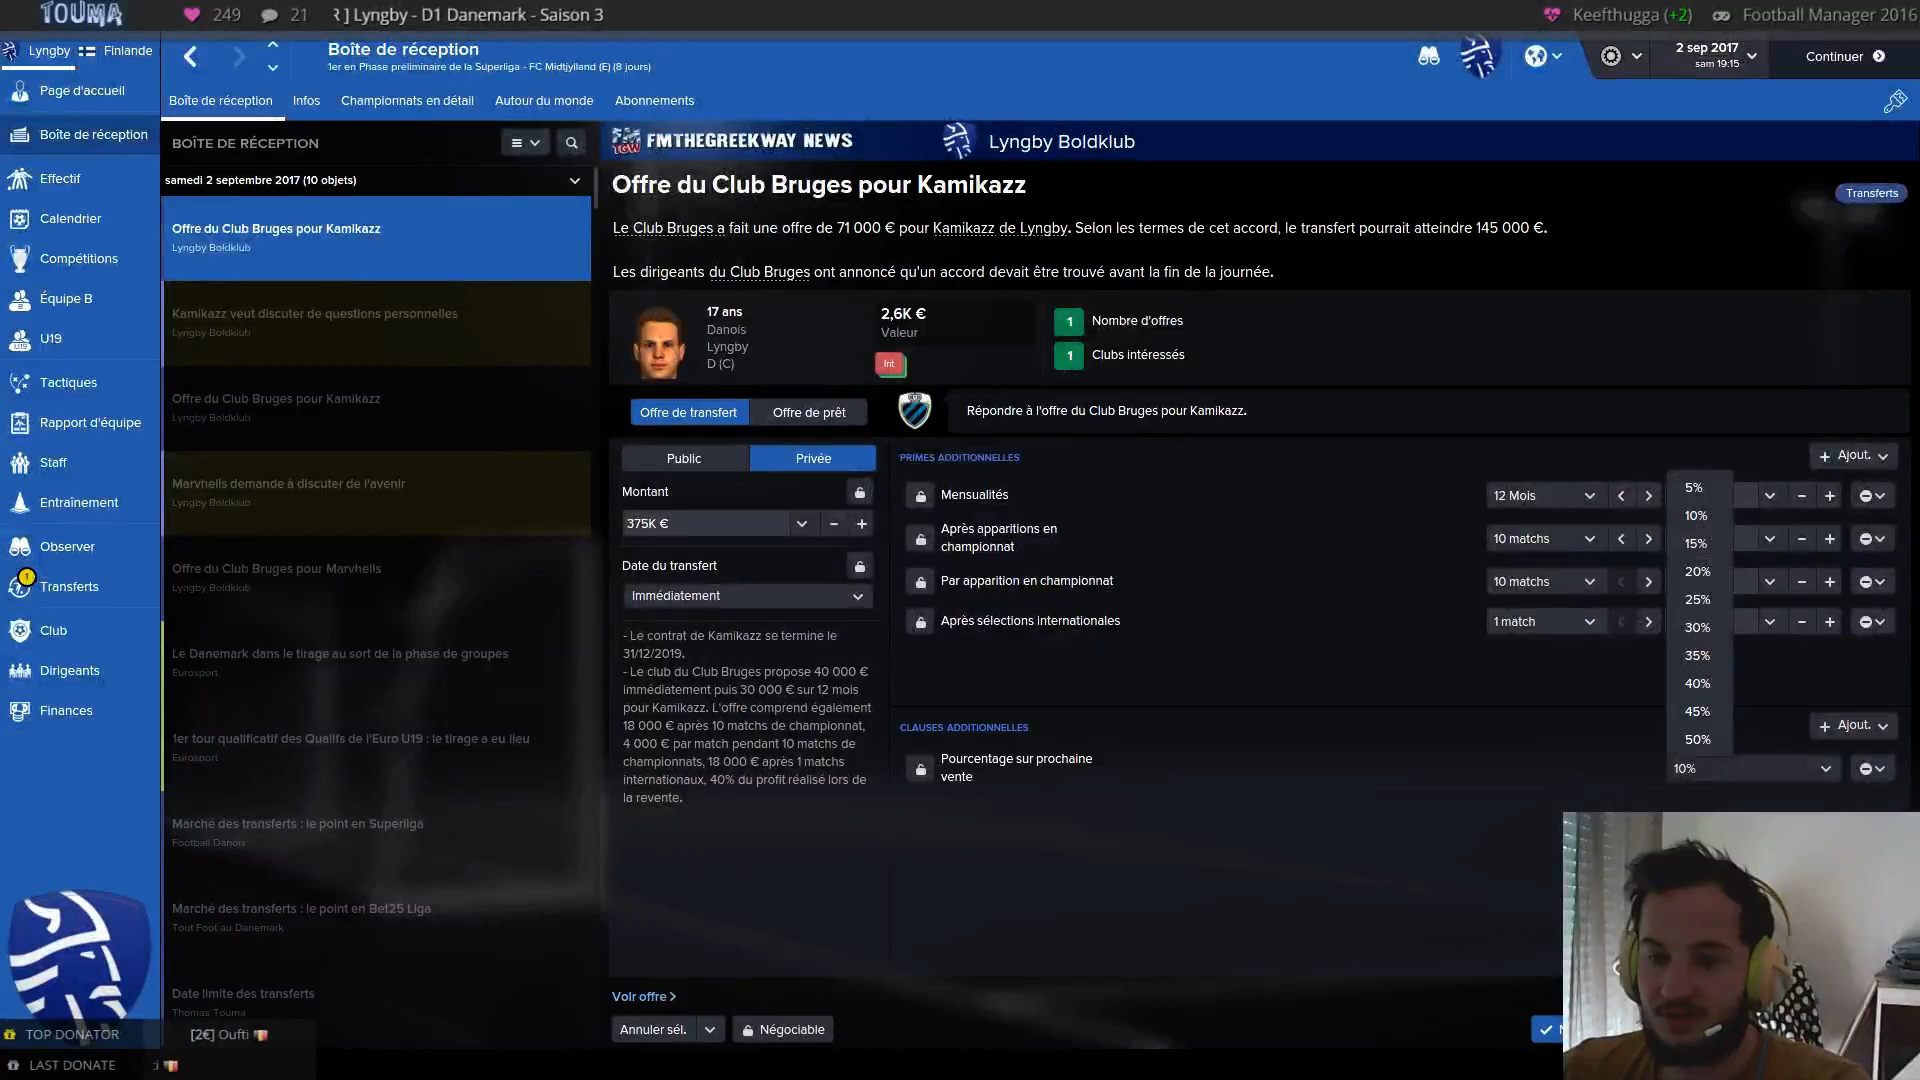 TOUMA
249
21
R ] Lyngby - D1 Danemark - Saison 3
Keefthugga (+2)
Football Manager 2016
Lyngby
Finlande
Boîte de réception
1er en Phase préliminaire de la Superliga - FC Midtjylland (E) (8 jours)
2 sep 2017
sam 19:15
Continuer
Page d'accueil
Boîte de réception
Infos
Championnats en détail
Autour du monde
Abonnements
Boîte de réception
Effectif
Calendrier
Compétitions
Équipe B
U19
Tactiques
Rapport d'équipe
Staff
Entraînement
Observer
1
Transferts
Club
Dirigeants
Finances
BOÎTE DE RÉCEPTION
samedi 2 septembre 2017 (10 objets)
Offre du Club Bruges pour Kamikazz
Lyngby Boldklub
Kamikazz veut discuter de questions personnelles
Lyngby Boldklub
Offre du Club Bruges pour Kamikazz
Lyngby Boldklub
Marvhells demande à discuter de l'avenir
Lyngby Boldklub
Offre du Club Bruges pour Marvhells
Lyngby Boldklub
Le Danemark dans le tirage au sort de la phase de groupes
Eurosport
1er tour qualificatif des Qualifs de l'Euro U19 : le tirage a eu lieu
Eurosport
Marché des transferts : le point en Superliga
Football Danois
Marché des transferts : le point en Bet25 Liga
Tout Foot au Danemark
Date limite des transferts
Thomas Touma
TGW
FMTHEGREEKWAY NEWS
Lyngby Boldklub
Offre du Club Bruges pour Kamikazz
Transferts
Le Club Bruges a fait une offre de 71 000 € pour Kamikazz de Lyngby. Selon les termes de cet accord, le transfert pourrait atteindre 145 000 €.
Les dirigeants du Club Bruges ont annoncé qu'un accord devait être trouvé avant la fin de la journée.
17 ans
Danois
Lyngby
D (C)
2,6K €
Valeur
Int
1 Nombre d'offres
1 Clubs intéressés
Offre de transfert
Offre de prêt
Répondre à l'offre du Club Bruges pour Kamikazz.
Public
Privée
Montant
375K €
Date du transfert
Immédiatement
- Le contrat de Kamikazz se termine le
31/12/2019.
- Le club du Club Bruges propose 40 000 €
immédiatement puis 30 000 € sur 12 mois
pour Kamikazz. L'offre comprend également
18 000 € après 10 matchs de championnat,
4 000 € par match pendant 10 matchs de
championnats, 18 000 € après 1 matchs
internationaux, 40% du profit réalisé lors de
la revente.
PRIMES ADDITIONNELLES
Ajout.
Mensualités
12 Mois
Après apparitions en
championnat
10 matchs
Par apparition en championnat
10 matchs
Après sélections internationales
1 match
5%
10%
15%
20%
25%
30%
35%
40%
45%
50%
CLAUSES ADDITIONNELLES
Ajout.
Pourcentage sur prochaine
vente
10%
Voir offre >
Annuler sél.
Négociable
TOP DONATOR
[2€] Oufti
LAST DONATE